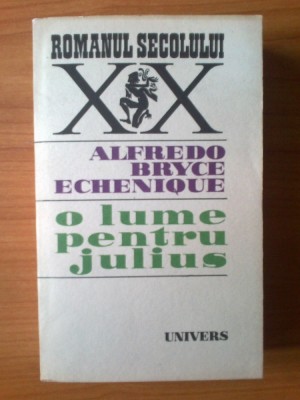 ROMANUL SECOLULUI
XX
ALFREDO
BRYCE
ECHENIQUE
o lume
pentru
julius
UNIVERS